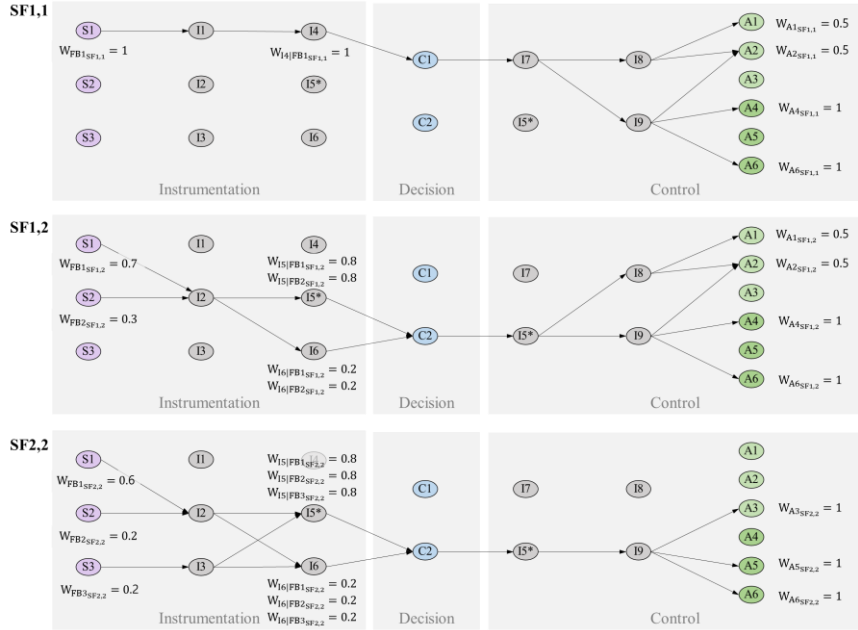 SF1,1
S1 I1 I4 A1 W_A1_SF1,1 = 0.5
W_FB1_SF1,1 = 1 W_I4|FB1_SF1,1 = 1 A2 W_A2_SF1,1 = 0.5
C1 I7 I8
S2 I2 I5* A3
A4 W_A4_SF1,1 = 1
C2 I5* I9
S3 I3 I6 A5
A6 W_A6_SF1,1 = 1
Instrumentation Decision Control
SF1,2
S1 I1 I4 A1 W_A1_SF1,2 = 0.5
W_FB1_SF1,2 = 0.7 W_I5|FB1_SF1,2 = 0.8
W_I5|FB2_SF1,2 = 0.8 A2 W_A2_SF1,2 = 0.5
C1 I7 I8
S2 I2 I5* A3
W_FB2_SF1,2 = 0.3 A4 W_A4_SF1,2 = 1
C2 I5* I9
S3 I3 I6 A5
W_I6|FB1_SF1,2 = 0.2
W_I6|FB2_SF1,2 = 0.2 A6 W_A6_SF1,2 = 1
Instrumentation Decision Control
SF2,2
S1 I1 I4 A1
W_I5|FB1_SF2,2 = 0.8
W_FB1_SF2,2 = 0.6 W_I5|FB2_SF2,2 = 0.8 A2
W_I5|FB3_SF2,2 = 0.8
C1 I7 I8
S2 I2 I5* A3 W_A3_SF2,2 = 1
W_FB2_SF2,2 = 0.2 A4
C2 I5* I9
S3 I3 I6 A5 W_A5_SF2,2 = 1
W_FB3_SF2,2 = 0.2 W_I6|FB1_SF2,2 = 0.2
W_I6|FB2_SF2,2 = 0.2 A6 W_A6_SF2,2 = 1
W_I6|FB3_SF2,2 = 0.2
Instrumentation Decision Control